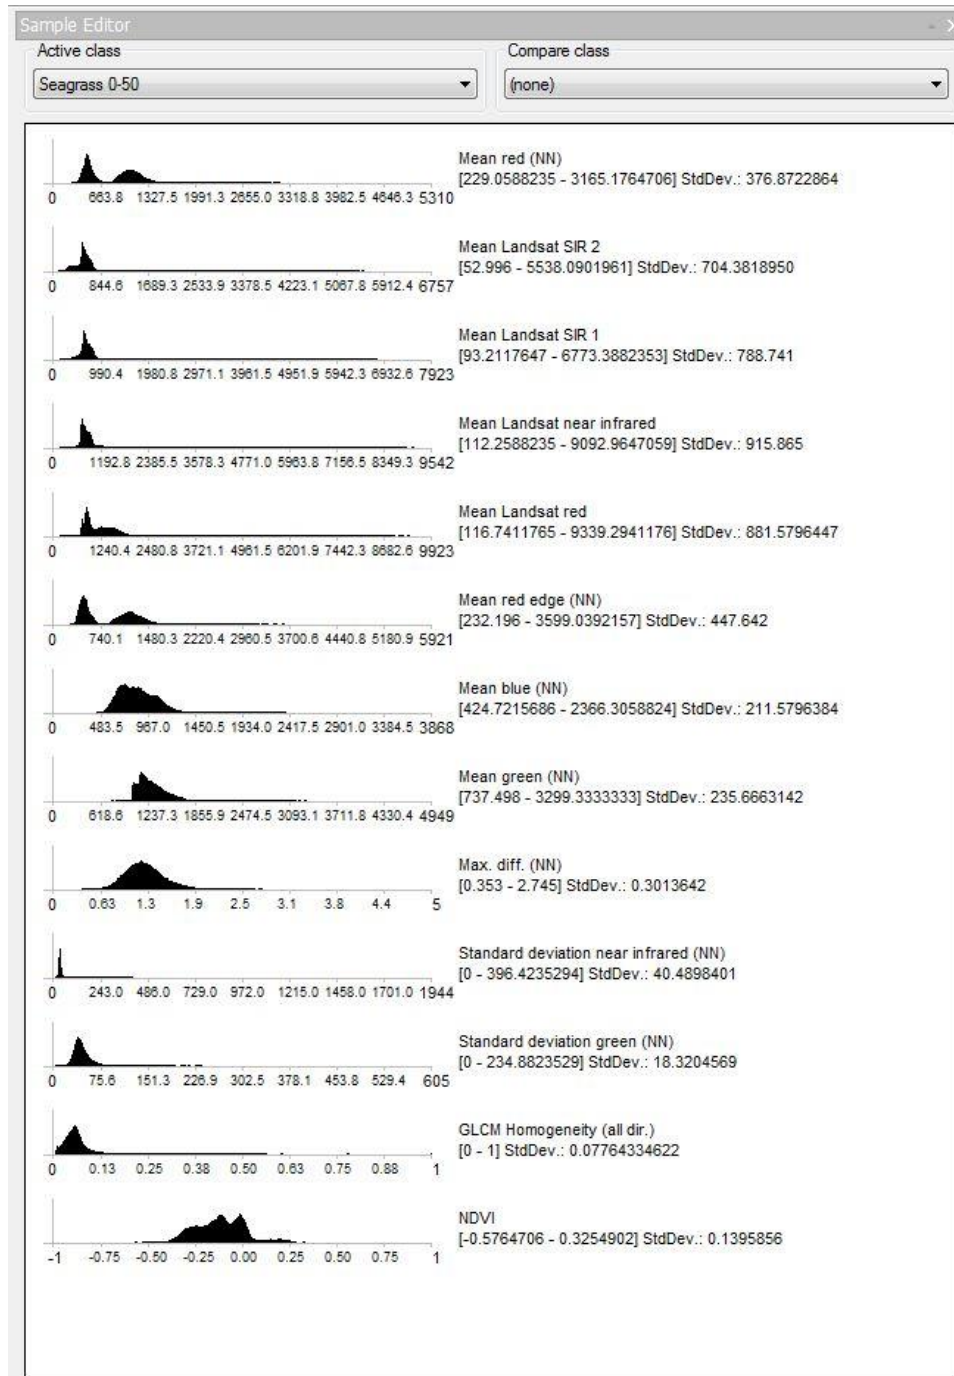 Sample Editor
Active class
Compare class
Seagrass 0-50
(none)
Mean red (NN)
[229.0588235 - 3165.1764706] StdDev.: 376.8722864
0 663.8 1327.5 1991.3 2655.0 3318.8 3982.5 4646.3 5310
Mean Landsat SIR 2
[52.996 - 5538.0901961] StdDev.: 704.3818950
0 844.6 1689.3 2533.9 3378.5 4223.1 5067.8 5912.4 6757
Mean Landsat SIR 1
[93.2117647 - 6773.3882353] StdDev.: 788.741
0 990.4 1980.8 2971.1 3961.5 4951.9 5942.3 6932.6 7923
Mean Landsat near infrared
[112.2588235 - 9092.9647059] StdDev.: 915.865
0 1192.8 2385.5 3578.3 4771.0 5963.8 7156.5 8349.3 9542
Mean Landsat red
[116.7411765 - 9339.2941176] StdDev.: 881.5796447
0 1240.4 2480.8 3721.1 4961.5 6201.9 7442.3 8682.6 9923
Mean red edge (NN)
[232.196 - 3599.0392157] StdDev.: 447.642
0 740.1 1480.3 2220.4 2960.5 3700.6 4440.8 5180.9 5921
Mean blue (NN)
[424.7215686 - 2366.3058824] StdDev.: 211.5796384
0 483.5 967.0 1450.5 1934.0 2417.5 2901.0 3384.5 3868
Mean green (NN)
[737.498 - 3299.3333333] StdDev.: 235.6663142
0 618.6 1237.3 1855.9 2474.5 3093.1 3711.8 4330.4 4949
Max. diff. (NN)
[0.353 - 2.745] StdDev.: 0.3013642
0 0.63 1.3 1.9 2.5 3.1 3.8 4.4 5
Standard deviation near infrared (NN)
[0 - 396.4235294] StdDev.: 40.4898401
0 243.0 486.0 729.0 972.0 1215.0 1458.0 1701.0 1944
Standard deviation green (NN)
[0 - 234.8823529] StdDev.: 18.3204569
0 75.6 151.3 226.9 302.5 378.1 453.8 529.4 605
GLCM Homogeneity (all dir.)
[0 - 1] StdDev.: 0.07764334622
0 0.13 0.25 0.38 0.50 0.63 0.75 0.88 1
NDVI
[-0.5764706 - 0.3254902] StdDev.: 0.1395856
-1 -0.75 -0.50 -0.25 0.00 0.25 0.50 0.75 1